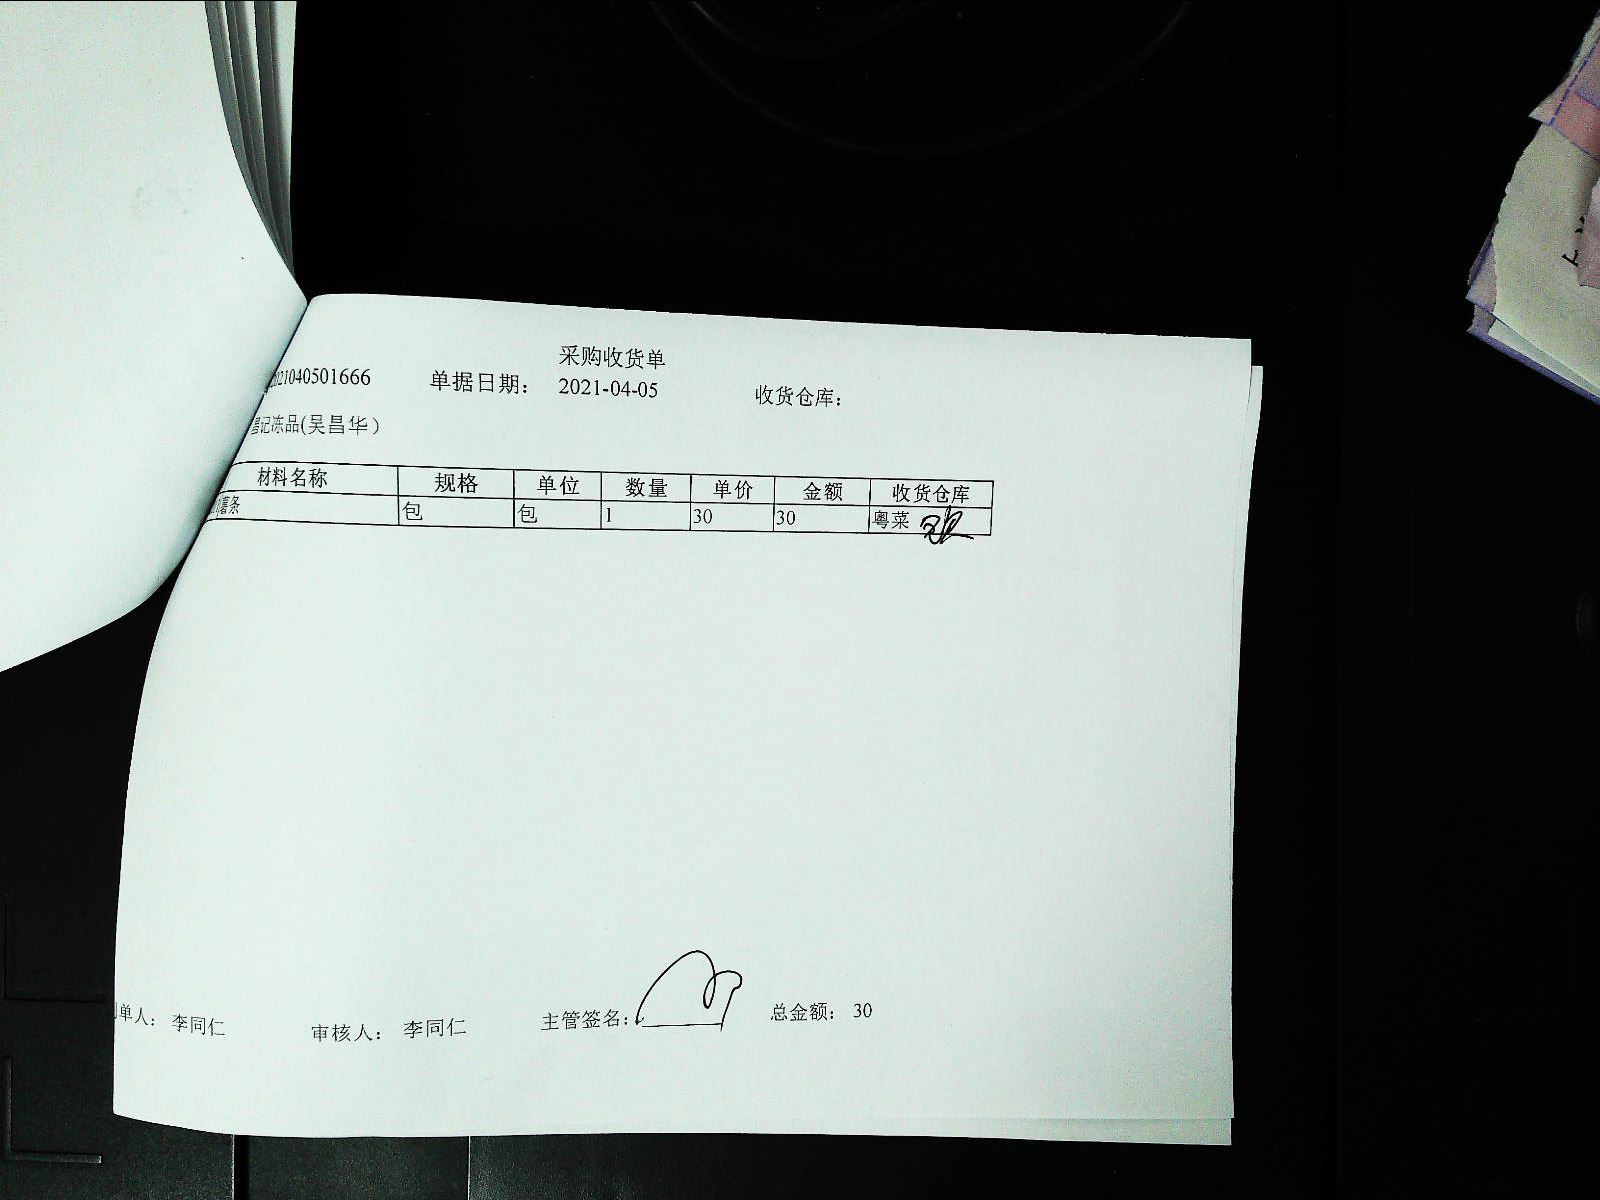 采购收货单
2021040501666 单据日期： 2021-04-05 收货仓库：
昌记冻品(吴昌华）
材料名称 规格 单位 数量 单价 金额 收货仓库
薯条 包 包 1 30 30 粤菜
单人： 李同仁 审核人： 李同仁 主管签名： 总金额： 30